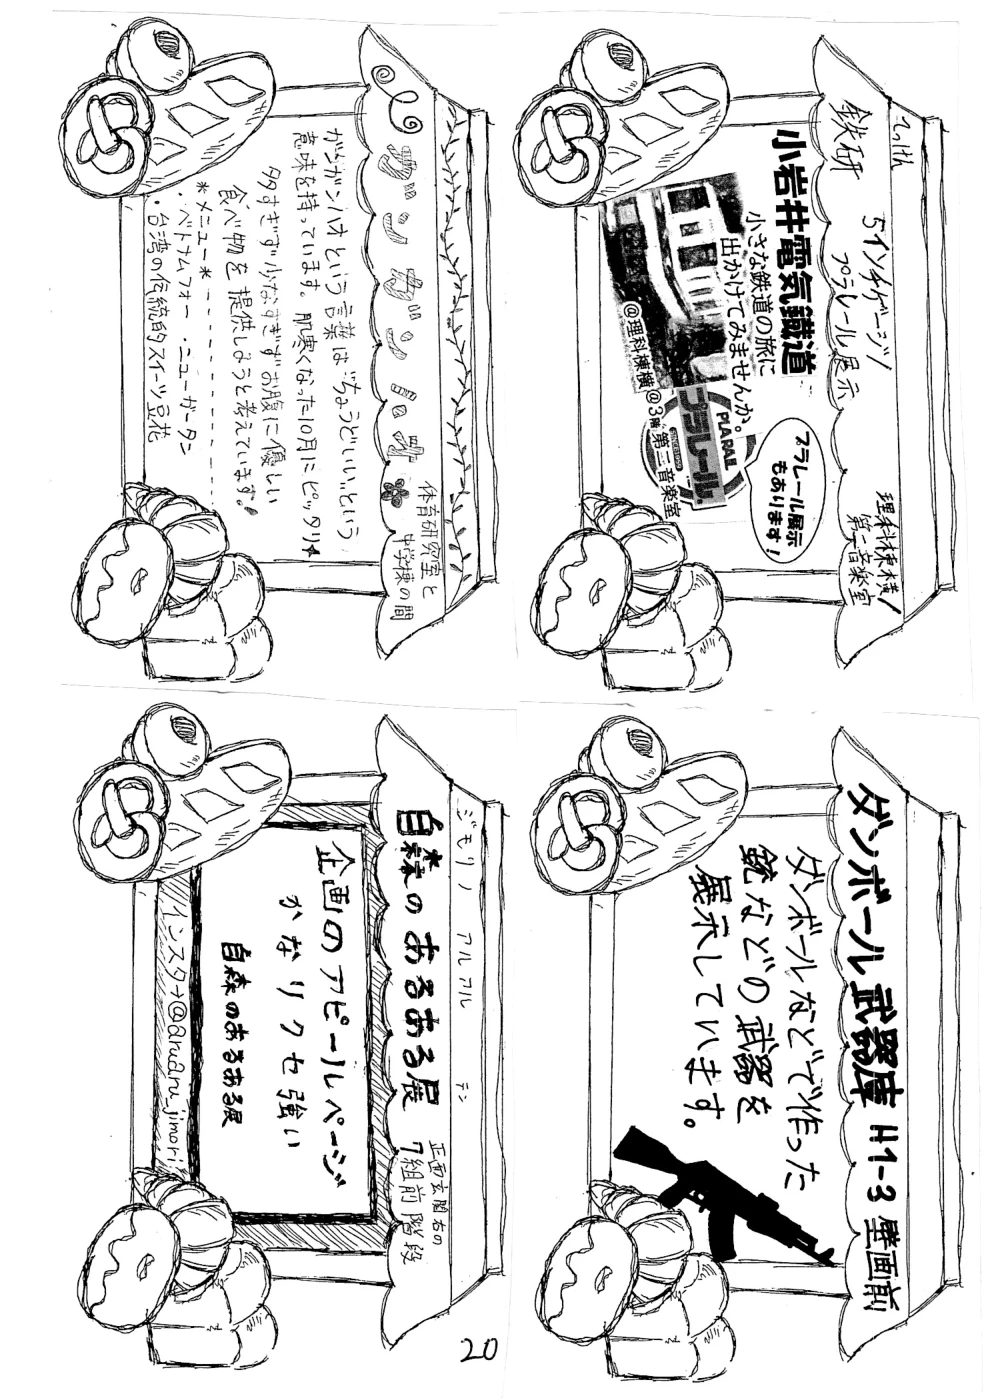 ガンガンハオ
体育研究室と
中学棟の間
ガンガンハオという言葉は“ちょうどいい”という
意味を持っています。肌寒くなった10月にピッタリ
多すぎず少なすぎずお腹に優しい
食べ物を提供しようと考えています。
*メニュー*
・ベトナムフォー ・ニューガータン
・台湾の伝統的スイーツ豆花
鉄研
5インチゲージ/
プラレール展示
理科棟横/
第二音楽室
小岩井電気鐵道
小さな鉄道の旅に
出かけてみませんか。
@理科棟横@3階第二音楽室
PLARAIL
プラレール
プラレール展示
もあります!
ジモリノ アルアル テン
自森のあるある展
正面玄関右の
7組前階段
企画のアピールページ
かなりクセ強い
自森のあるある展
インスタ→@aruaru_jimori
ダンボール武器庫 H1-3 壁画前
ダンボールなどで作った
銃などの武器を
展示しています。
20